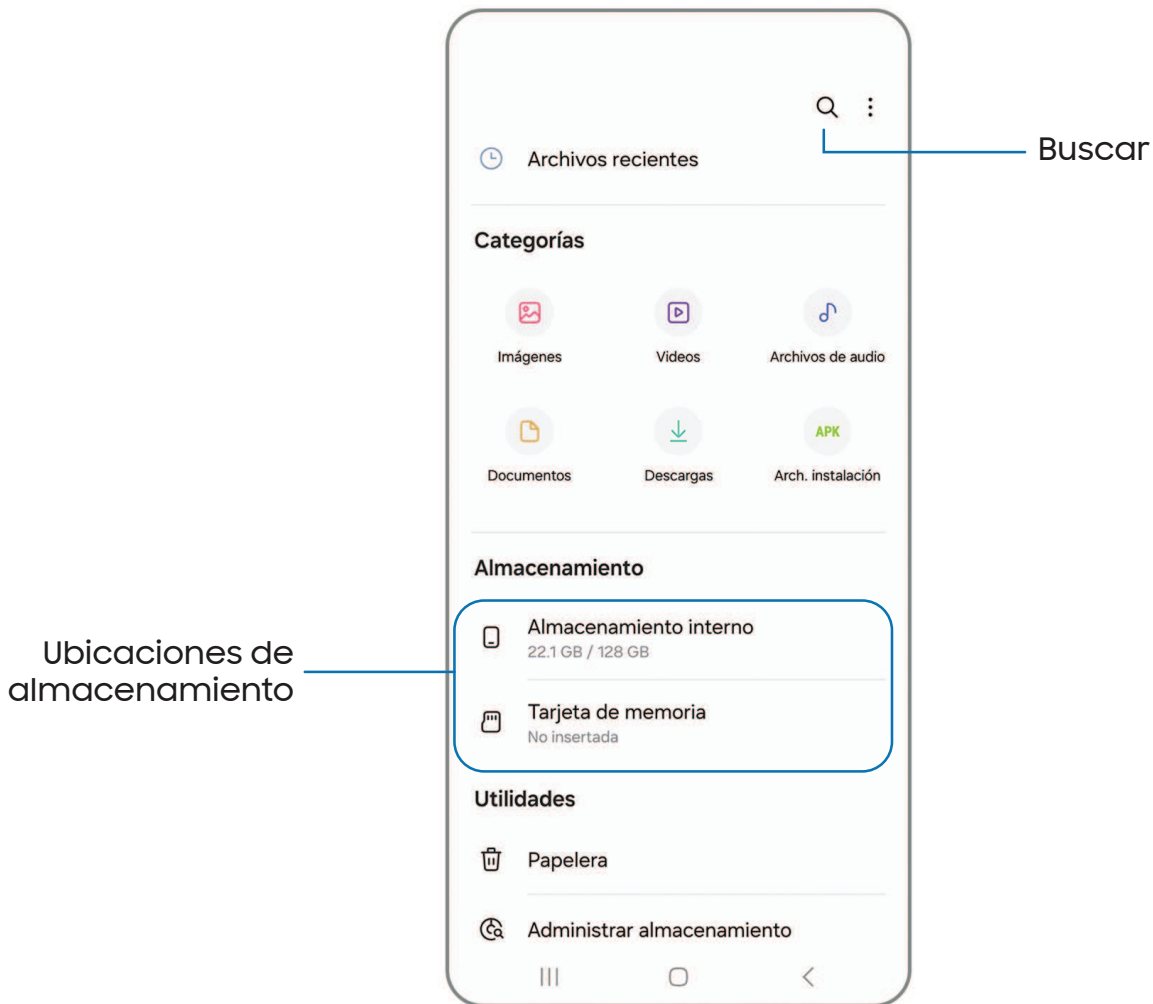 Buscar
Archivos recientes
Categorías
Imágenes
Videos
Archivos de audio
Documentos
Descargas
APK
Arch. instalación
Almacenamiento
Ubicaciones de
almacenamiento
Almacenamiento interno
22.1 GB / 128 GB
Tarjeta de memoria
No insertada
Utilidades
Papelera
Administrar almacenamiento